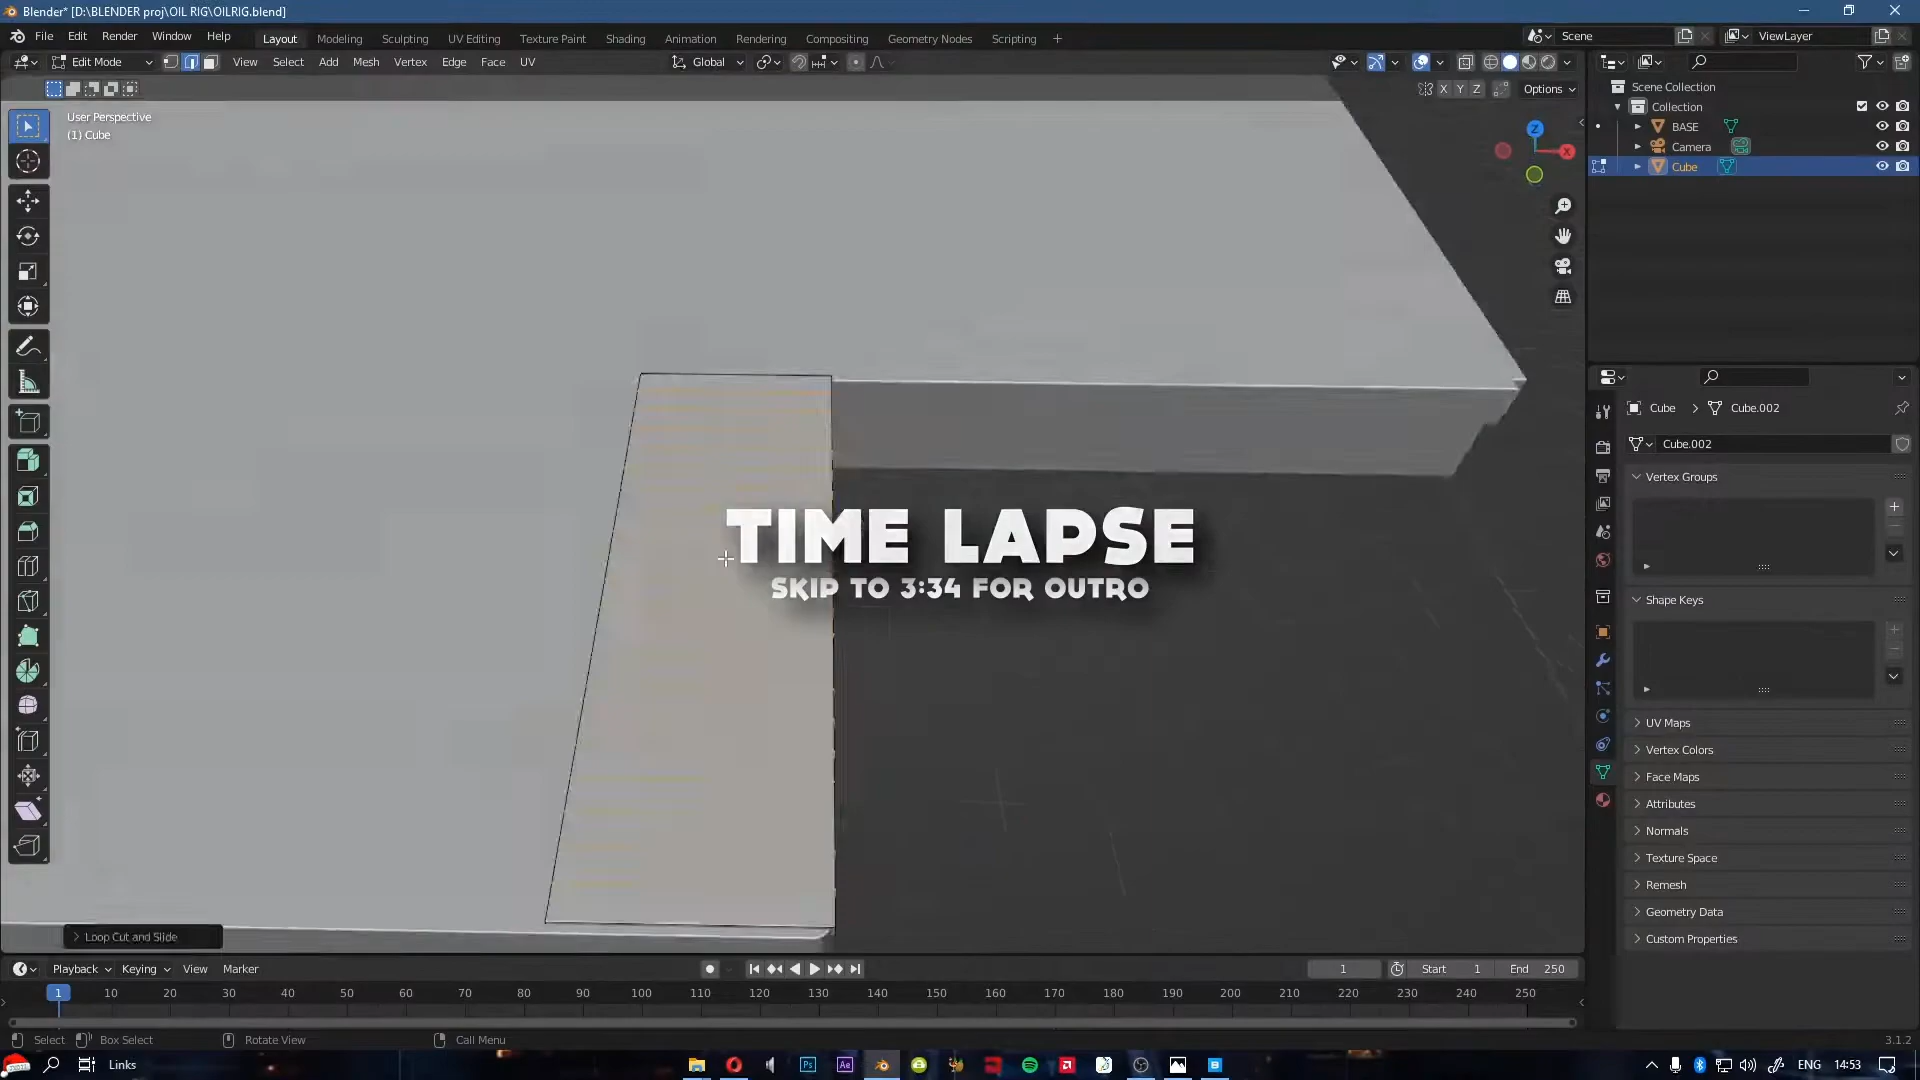 Blender* [D:\BLENDER proj\OIL RIG\OILRIG.blend]
File Edit Render Window Help
Layout Modeling Sculpting UV Editing Texture Paint Shading Animation Rendering Compositing Geometry Nodes Scripting +
Scene
ViewLayer
Edit Mode View Select Add Mesh Vertex Edge Face UV
Global
X Y Z Options
User Perspective
(1) Cube
Z
X
Scene Collection
Collection
BASE
Camera
Cube
TIME LAPSE
SKIP TO 3:34 FOR OUTRO
Cube > Cube.002
Cube.002
Vertex Groups
Shape Keys
UV Maps
Vertex Colors
Face Maps
Attributes
Normals
Texture Space
Remesh
Geometry Data
Custom Properties
Loop Cut and Slide
Playback Keying View Marker
1 Start 1 End 250
1 10 20 30 40 50 60 70 80 90 100 110 120 130 140 150 160 170 180 190 200 210 220 230 240 250
Select Box Select Rotate View Call Menu
3.1.2
Links
Ps Ae
ENG 14:53